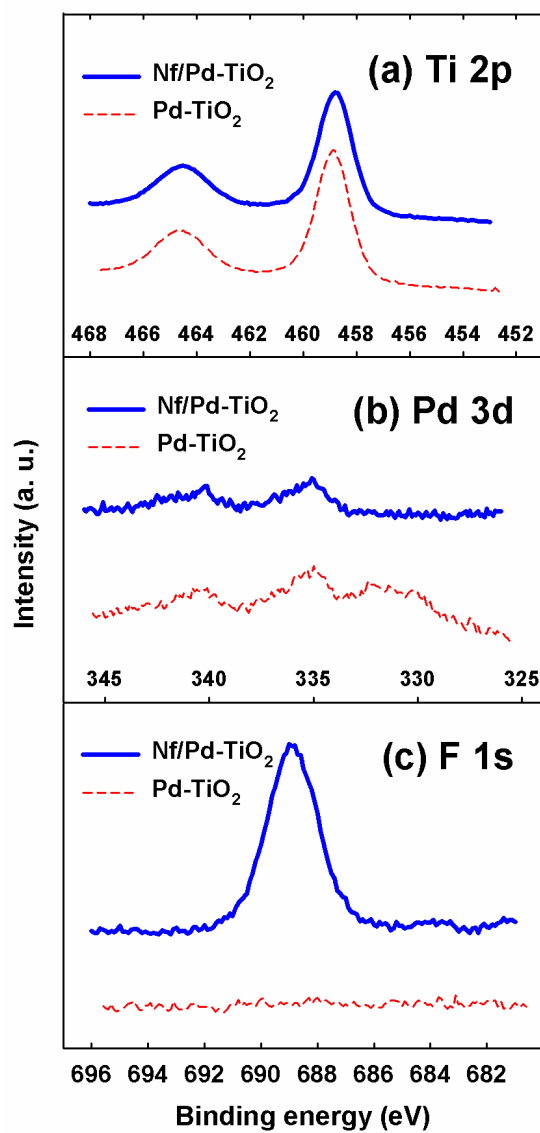 (a) Ti 2p
Nf/Pd-TiO₂
Pd-TiO₂
468 466 464 462 460 458 456 454 452
(b) Pd 3d
Nf/Pd-TiO₂
Pd-TiO₂
345 340 335 330 325
(c) F 1s
Nf/Pd-TiO₂
Pd-TiO₂
696 694 692 690 688 686 684 682
Binding energy (eV)
Intensity (a. u.)